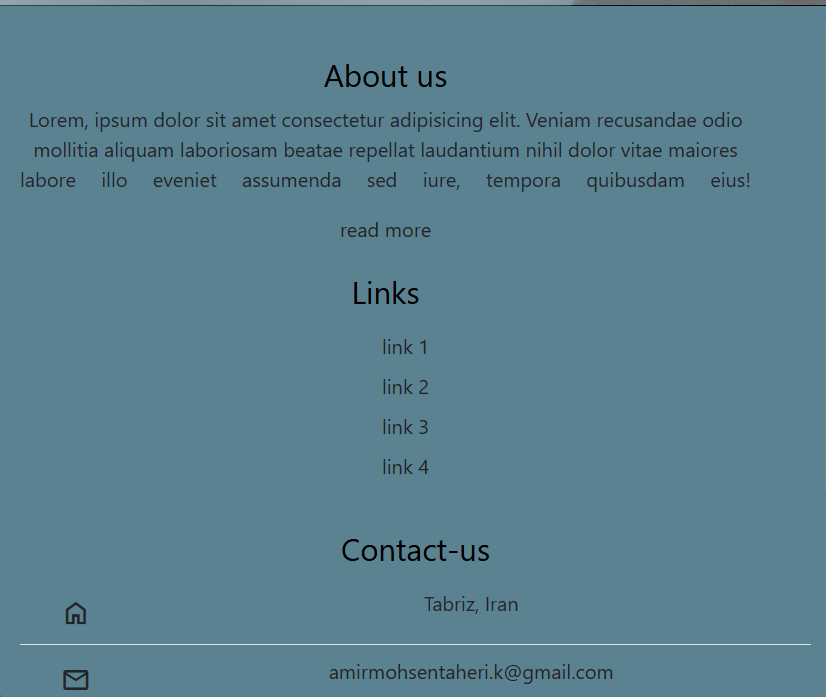 About us
Lorem, ipsum dolor sit amet consectetur adipisicing elit. Veniam recusandae odio
mollitia aliquam laboriosam beatae repellat laudantium nihil dolor vitae maiores
labore illo eveniet assumenda sed iure, tempora quibusdam eius!
read more
Links
link 1
link 2
link 3
link 4
Contact-us
Tabriz, Iran
amirmohsentaheri.k@gmail.com